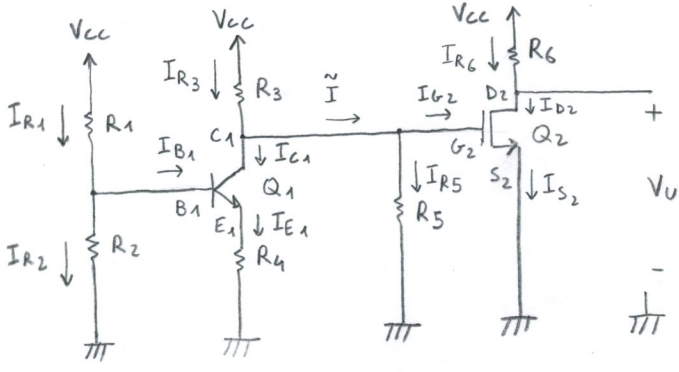 Vcc
Vcc
Vcc
IR1
R1
IR3
R3
IR6
R6
IB1
B1
C1
IC1
Q1
E1
IE1
R4
IR2
R2
Ĩ
IG2
G2
D2
ID2
Q2
S2
IS2
IR5
R5
+
Vu
-